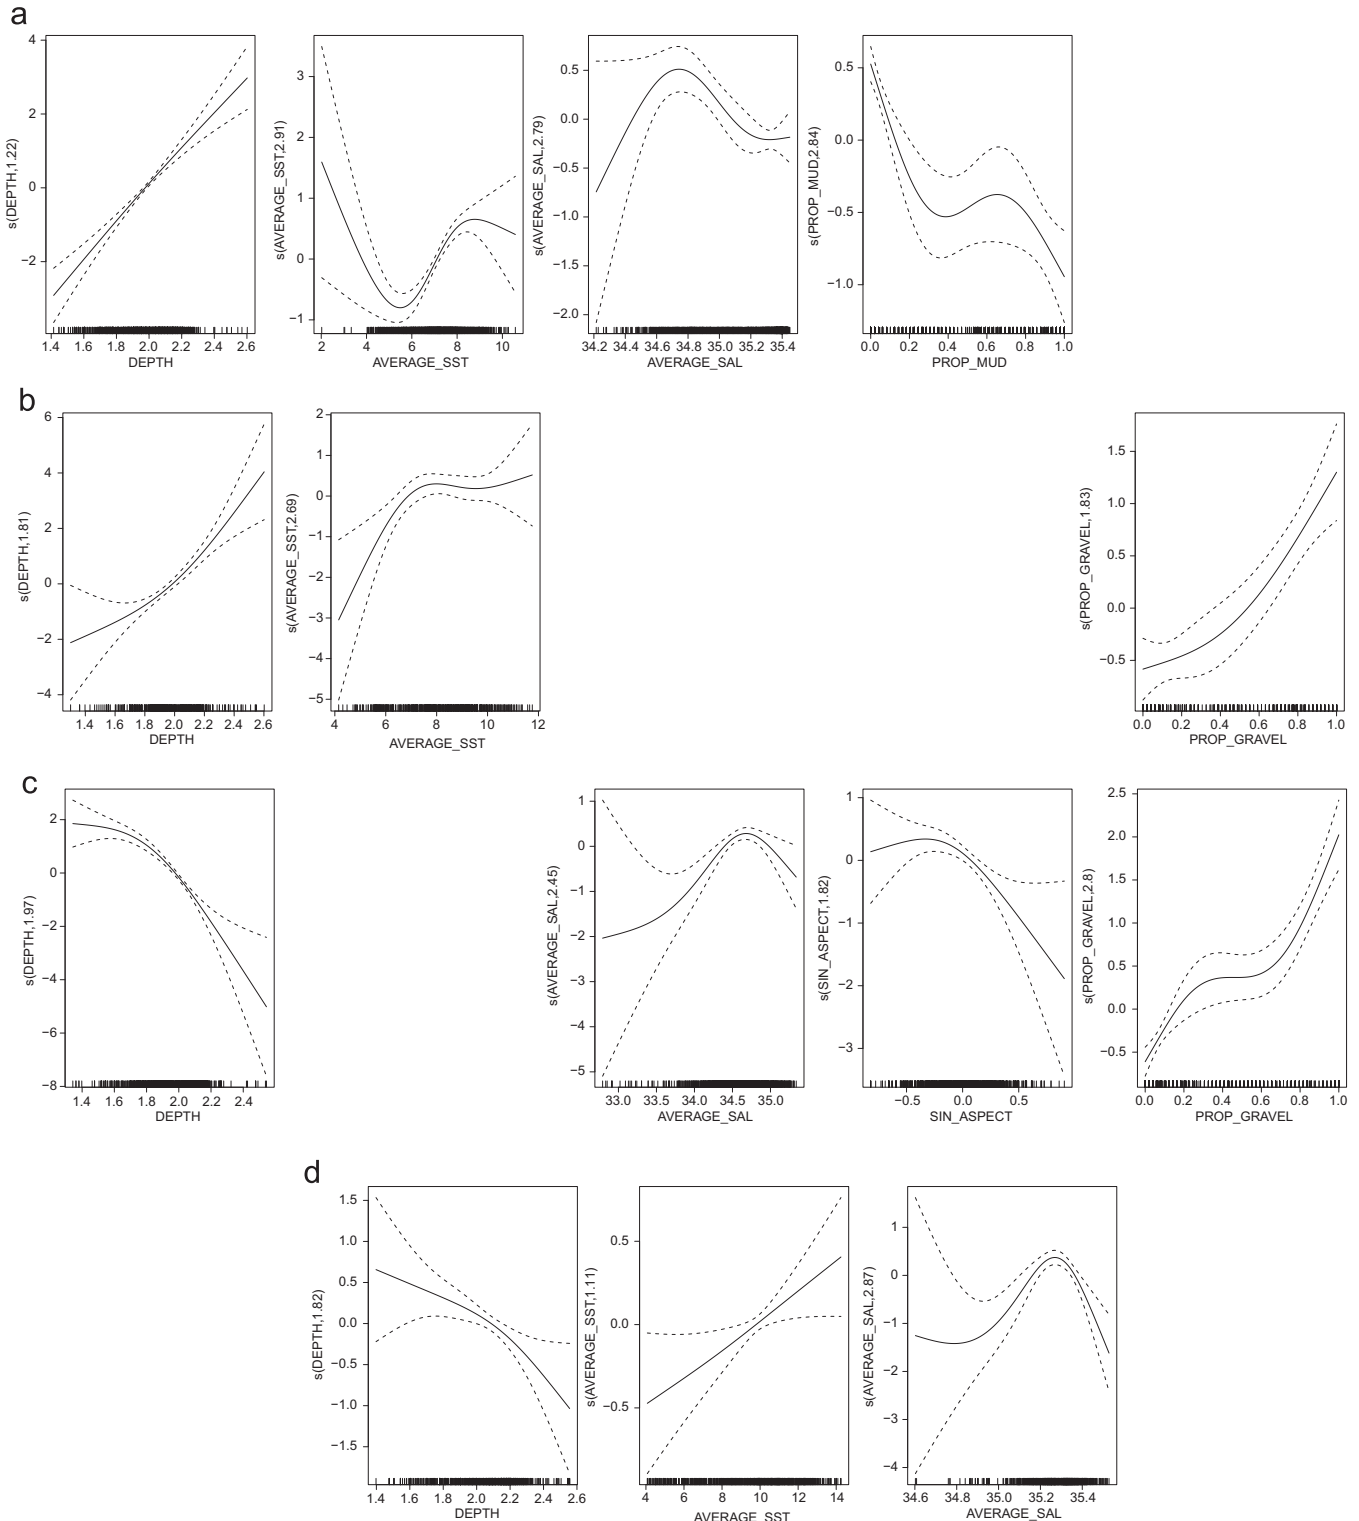 a
s(DEPTH,1.22)
4
2
0
−2
1.4 1.6 1.8 2.0 2.2 2.4 2.6
DEPTH
s(AVERAGE_SST,2.91)
3
2
1
0
−1
2 4 6 8 10
AVERAGE_SST
s(AVERAGE_SAL,2.79)
0.5
0.0
−0.5
−1.0
−1.5
−2.0
34.2 34.4 34.6 34.8 35.0 35.2 35.4
AVERAGE_SAL
s(PROP_MUD,2.84)
0.5
0.0
−0.5
−1.0
0.0 0.2 0.4 0.6 0.8 1.0
PROP_MUD
b
s(DEPTH,1.81)
6
4
2
0
−2
−4
1.4 1.6 1.8 2.0 2.2 2.4 2.6
DEPTH
s(AVERAGE_SST,2.69)
2
1
0
−1
−2
−3
−4
−5
4 6 8 10 12
AVERAGE_SST
s(PROP_GRAVEL,1.83)
1.5
1.0
0.5
0.0
−0.5
0.0 0.2 0.4 0.6 0.8 1.0
PROP_GRAVEL
c
s(DEPTH,1.97)
2
0
−2
−4
−6
−8
1.4 1.6 1.8 2.0 2.2 2.4
DEPTH
s(AVERAGE_SAL,2.45)
1
0
−1
−2
−3
−4
−5
33.0 33.5 34.0 34.5 35.0
AVERAGE_SAL
s(SIN_ASPECT,1.82)
1
0
−1
−2
−3
−0.5 0.0 0.5
SIN_ASPECT
s(PROP_GRAVEL,2.8)
2.5
2.0
1.5
1.0
0.5
0.0
−0.5
0.0 0.2 0.4 0.6 0.8 1.0
PROP_GRAVEL
d
s(DEPTH,1.82)
1.5
1.0
0.5
0.0
−0.5
−1.0
−1.5
1.4 1.6 1.8 2.0 2.2 2.4 2.6
DEPTH
s(AVERAGE_SST,1.11)
0.5
0.0
−0.5
4 6 8 10 12 14
AVERAGE_SST
s(AVERAGE_SAL,2.87)
1
0
−1
−2
−3
−4
34.6 34.8 35.0 35.2 35.4
AVERAGE_SAL